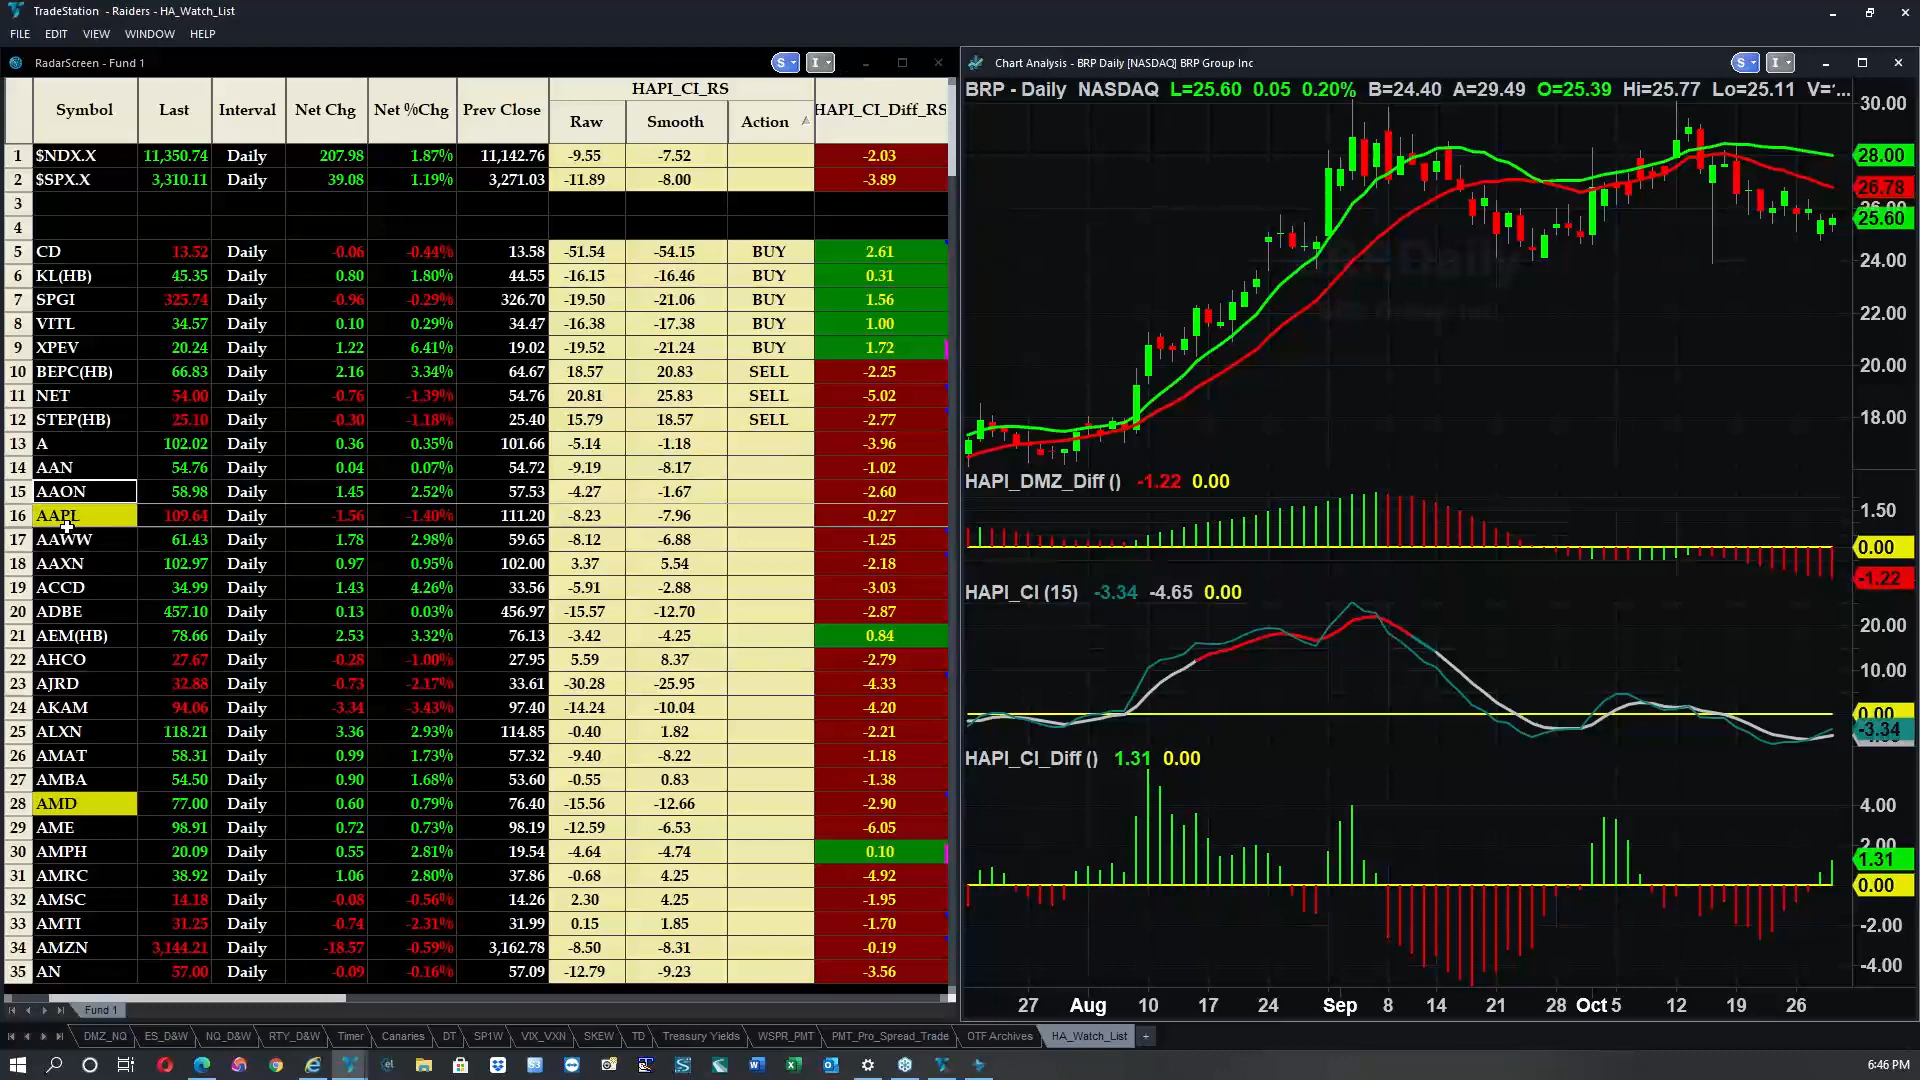 TradeStation - Raiders - HA_Watch_List
FILE EDIT VIEW WINDOW HELP
RadarScreen - Fund 1 S I
Symbol Last Interval Net Chg Net %Chg Prev Close HAPI_CI_RS HAPI_CI_Diff_RS
Raw Smooth Action
1 $NDX.X 11,350.74 Daily 207.98 1.87% 11,142.76 -9.55 -7.52 -2.03
2 $SPX.X 3,310.11 Daily 39.08 1.19% 3,271.03 -11.89 -8.00 -3.89
3
4
5 CD 13.52 Daily -0.06 -0.44% 13.58 -51.54 -54.15 BUY 2.61
6 KL(HB) 45.35 Daily 0.80 1.80% 44.55 -16.15 -16.46 BUY 0.31
7 SPGI 325.74 Daily -0.96 -0.29% 326.70 -19.50 -21.06 BUY 1.56
8 VITL 34.57 Daily 0.10 0.29% 34.47 -16.38 -17.38 BUY 1.00
9 XPEV 20.24 Daily 1.22 6.41% 19.02 -19.52 -21.24 BUY 1.72
10 BEPC(HB) 66.83 Daily 2.16 3.34% 64.67 18.57 20.83 SELL -2.25
11 NET 54.00 Daily -0.76 -1.39% 54.76 20.81 25.83 SELL -5.02
12 STEP(HB) 25.10 Daily -0.30 -1.18% 25.40 15.79 18.57 SELL -2.77
13 A 102.02 Daily 0.36 0.35% 101.66 -5.14 -1.18 -3.96
14 AAN 54.76 Daily 0.04 0.07% 54.72 -9.19 -8.17 -1.02
15 AAON 58.98 Daily 1.45 2.52% 57.53 -4.27 -1.67 -2.60
16 AAPL 109.64 Daily -1.56 -1.40% 111.20 -8.23 -7.96 -0.27
17 AAWW 61.43 Daily 1.78 2.98% 59.65 -8.12 -6.88 -1.25
18 AAXN 102.97 Daily 0.97 0.95% 102.00 3.37 5.54 -2.18
19 ACCD 34.99 Daily 1.43 4.26% 33.56 -5.91 -2.88 -3.03
20 ADBE 457.10 Daily 0.13 0.03% 456.97 -15.57 -12.70 -2.87
21 AEM(HB) 78.66 Daily 2.53 3.32% 76.13 -3.42 -4.25 0.84
22 AHCO 27.67 Daily -0.28 -1.00% 27.95 5.59 8.37 -2.79
23 AJRD 32.88 Daily -0.73 -2.17% 33.61 -30.28 -25.95 -4.33
24 AKAM 94.06 Daily -3.34 -3.43% 97.40 -14.24 -10.04 -4.20
25 ALXN 118.21 Daily 3.36 2.93% 114.85 -0.40 1.82 -2.21
26 AMAT 58.31 Daily 0.99 1.73% 57.32 -9.40 -8.22 -1.18
27 AMBA 54.50 Daily 0.90 1.68% 53.60 -0.55 0.83 -1.38
28 AMD 77.00 Daily 0.60 0.79% 76.40 -15.56 -12.66 -2.90
29 AME 98.91 Daily 0.72 0.73% 98.19 -12.59 -6.53 -6.05
30 AMPH 20.09 Daily 0.55 2.81% 19.54 -4.64 -4.74 0.10
31 AMRC 38.92 Daily 1.06 2.80% 37.86 -0.68 4.25 -4.92
32 AMSC 14.18 Daily -0.08 -0.56% 14.26 2.30 4.25 -1.95
33 AMTI 31.25 Daily -0.74 -2.31% 31.99 0.15 1.85 -1.70
34 AMZN 3,144.21 Daily -18.57 -0.59% 3,162.78 -8.50 -8.31 -0.19
35 AN 57.00 Daily -0.09 -0.16% 57.09 -12.79 -9.23 -3.56
Fund 1
Chart Analysis - BRP Daily [NASDAQ] BRP Group Inc S I
BRP - Daily NASDAQ L=25.60 0.05 0.20% B=24.40 A=29.49 O=25.39 Hi=25.77 Lo=25.11 V=...
30.00
28.00
26.78
25.60
24.00
22.00
20.00
18.00
HAPI_DMZ_Diff () -1.22 0.00
1.50
0.00
-1.22
HAPI_CI (15) -3.34 -4.65 0.00
20.00
10.00
0.00
-3.34
HAPI_CI_Diff () 1.31 0.00
4.00
2.00
1.31
0.00
-2.00
-4.00
27 Aug 10 17 24 Sep 8 14 21 28 Oct 5 12 19 26
DMZ_NQ ES_D&W NQ_D&W RTY_D&W Timer Canaries DT SP1W VIX_VXN SKEW TD Treasury Yields WSPR_PMT PMT_Pro_Spread_Trade OTF Archives HA_Watch_List +
6:46 PM